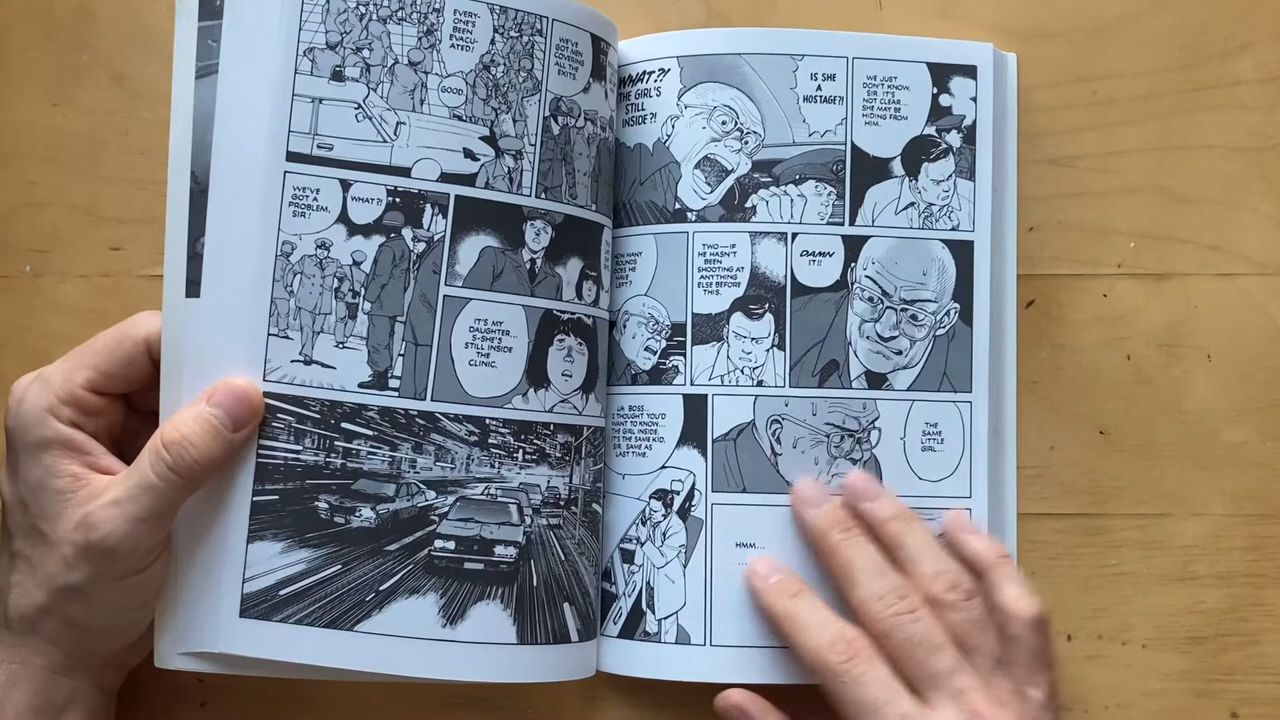 EVERY-
ONE'S
BEEN
EVACU-
ATED!
GOOD.
WE'VE
GOT MEN
COVERING
ALL THE
EXITS.
WE'VE
GOT A
PROBLEM,
SIR!
WHAT?!
IT'S MY
DAUGHTER...
S-SHE'S
STILL INSIDE
THE
CLINIC.
WHAT?!
THE GIRL'S
STILL
INSIDE?!
IS SHE
A
HOSTAGE?!
WE JUST
DON'T KNOW,
SIR. IT'S
NOT CLEAR...
SHE MAY BE
HIDING FROM
HIM.
HOW MANY
ROUNDS
DOES HE
HAVE
LEFT?
TWO—IF
HE HASN'T
BEEN
SHOOTING AT
ANYTHING
ELSE BEFORE
THIS.
DAMN
IT!!
UH, BOSS...
I THOUGHT YOU'D
WANT TO KNOW...
THE GIRL INSIDE,
IT'S THE SAME KID,
SIR. SAME AS
LAST TIME.
THE
SAME
LITTLE
GIRL...
HMM...
...